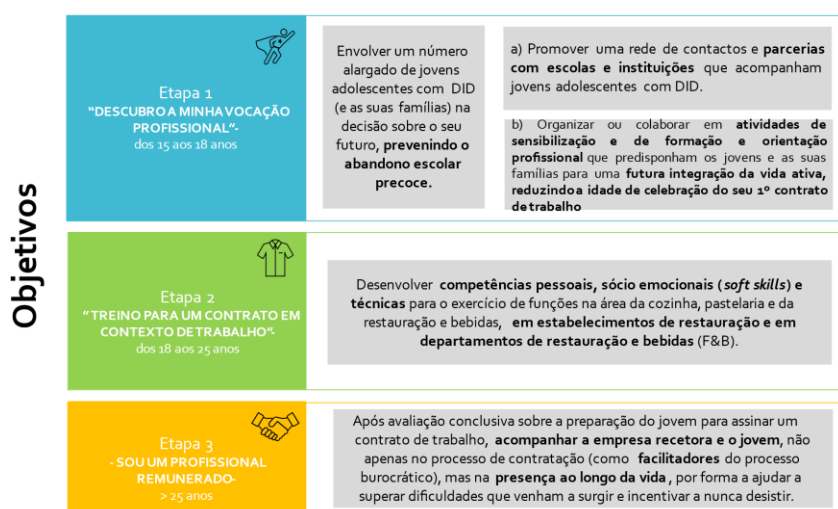 Objetivos
Etapa 1
“DESCUBRO A MINHA VOCAÇÃO
PROFISSIONAL”-
dos 15 aos 18 anos
Envolver um número
alargado de jovens
adolescentes com DID
(e as suas famílias) na
decisão sobre o seu
futuro, prevenindo o
abandono escolar
precoce.
a) Promover uma rede de contactos e parcerias
com escolas e instituições que acompanham
jovens adolescentes com DID.
b) Organizar ou colaborar em atividades de
sensibilização e de formação e orientação
profissional que predisponham os jovens e as suas
famílias para uma futura integração da vida ativa,
reduzindo a idade de celebração do seu 1º contrato
de trabalho
Etapa 2
“ TREINO PARA UM CONTRATO EM
CONTEXTO DE TRABALHO”-
dos 18 aos 25 anos
Desenvolver competências pessoais, sócio emocionais (soft skills) e
técnicas para o exercício de funções na área da cozinha, pastelaria e da
restauração e bebidas, em estabelecimentos de restauração e em
departamentos de restauração e bebidas (F&B).
Etapa 3
- SOU UM PROFISSIONAL
REMUNERADO-
> 25 anos
Após avaliação conclusiva sobre a preparação do jovem para assinar um
contrato de trabalho, acompanhar a empresa recetora e o jovem, não
apenas no processo de contratação (como facilitadores do processo
burocrático), mas na presença ao longo da vida , por forma a ajudar a
superar dificuldades que venham a surgir e incentivar a nunca desistir.